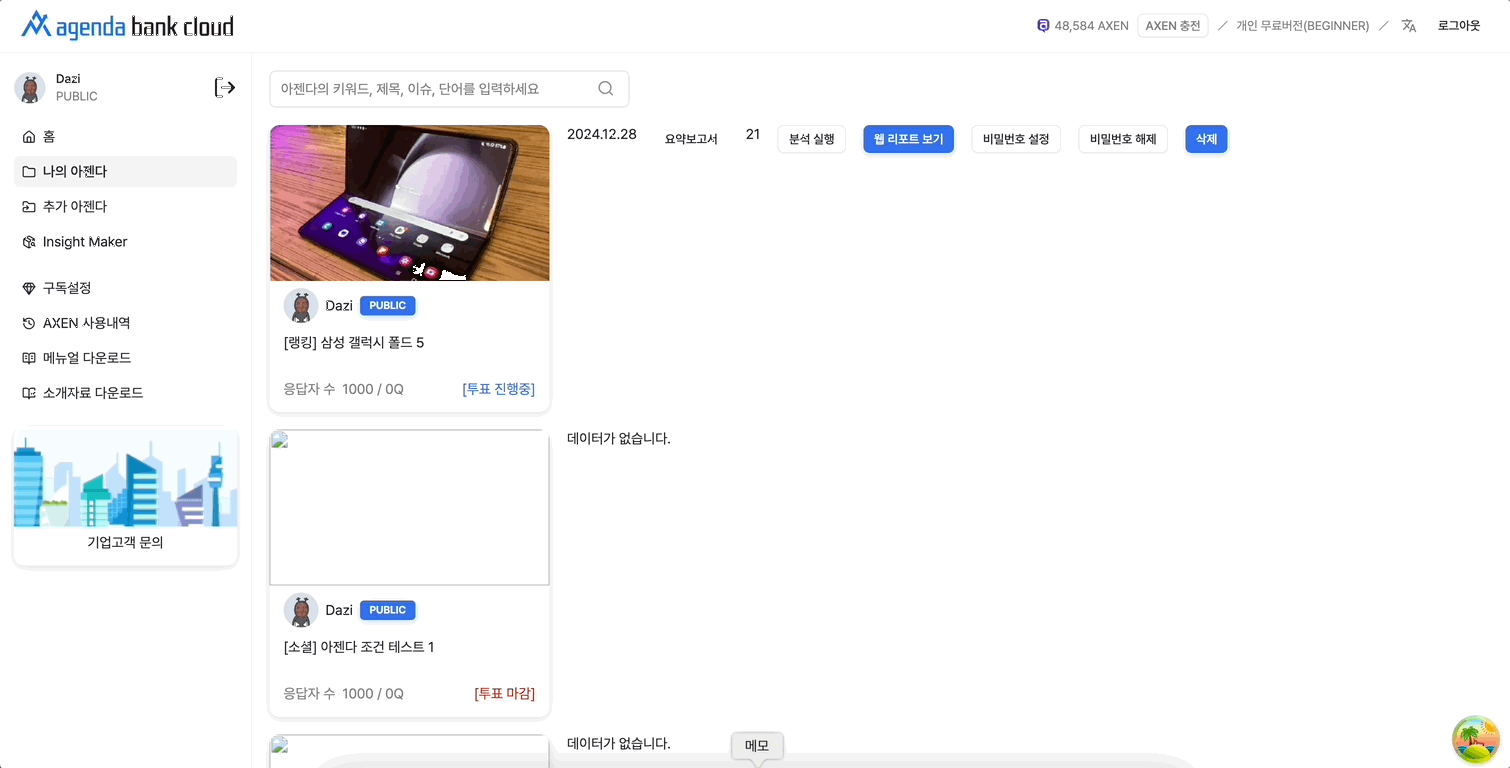 agenda bank cloud
48,584 AXEN
AXEN 충전
개인 무료버전(BEGINNER)
로그아웃
Dazi
PUBLIC
홈
나의 아젠다
추가 아젠다
Insight Maker
구독설정
AXEN 사용내역
메뉴얼 다운로드
소개자료 다운로드
기업고객 문의
아젠다의 키워드, 제목, 이슈, 단어를 입력하세요
2024.12.28
요약보고서
21
분석 실행
웹 리포트 보기
비밀번호 설정
비밀번호 해제
삭제
Dazi PUBLIC
[랭킹] 삼성 갤럭시 폴드 5
응답자 수 1000 / 0Q
[투표 진행중]
데이터가 없습니다.
Dazi PUBLIC
[소셜] 아젠다 조건 테스트 1
응답자 수 1000 / 0Q
[투표 마감]
데이터가 없습니다.
메모